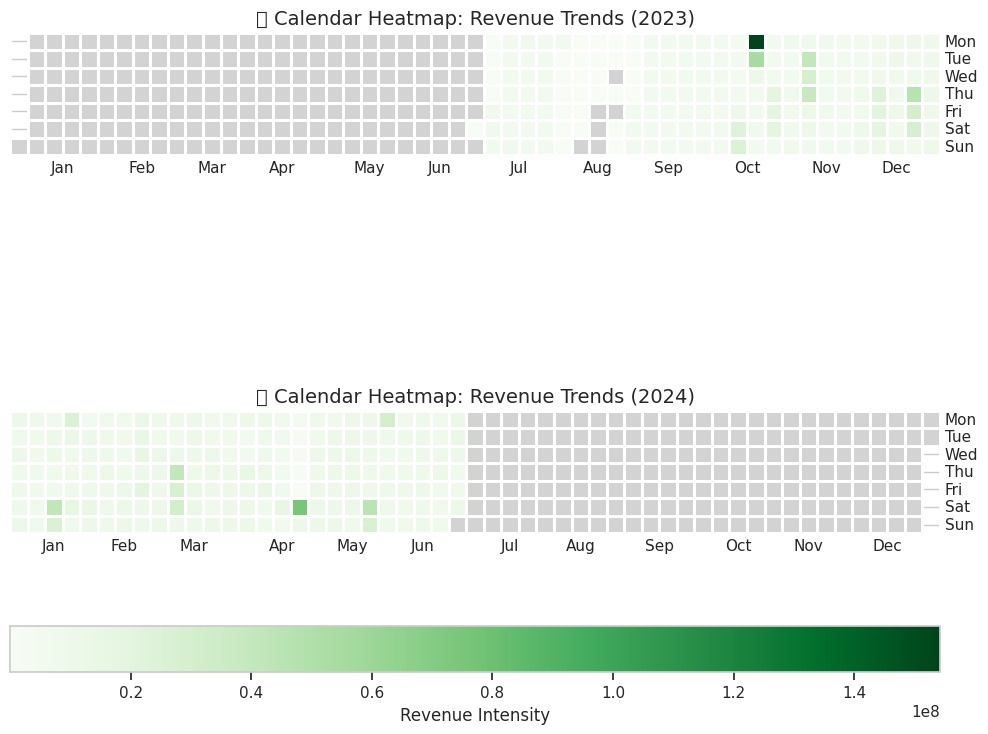 ▯ Calendar Heatmap: Revenue Trends (2023)
Mon
Tue
Wed
Thu
Fri
Sat
Sun
Jan Feb Mar Apr May Jun Jul Aug Sep Oct Nov Dec
▯ Calendar Heatmap: Revenue Trends (2024)
Mon
Tue
Wed
Thu
Fri
Sat
Sun
Jan Feb Mar Apr May Jun Jul Aug Sep Oct Nov Dec
0.2 0.4 0.6 0.8 1.0 1.2 1.4
1e8
Revenue Intensity